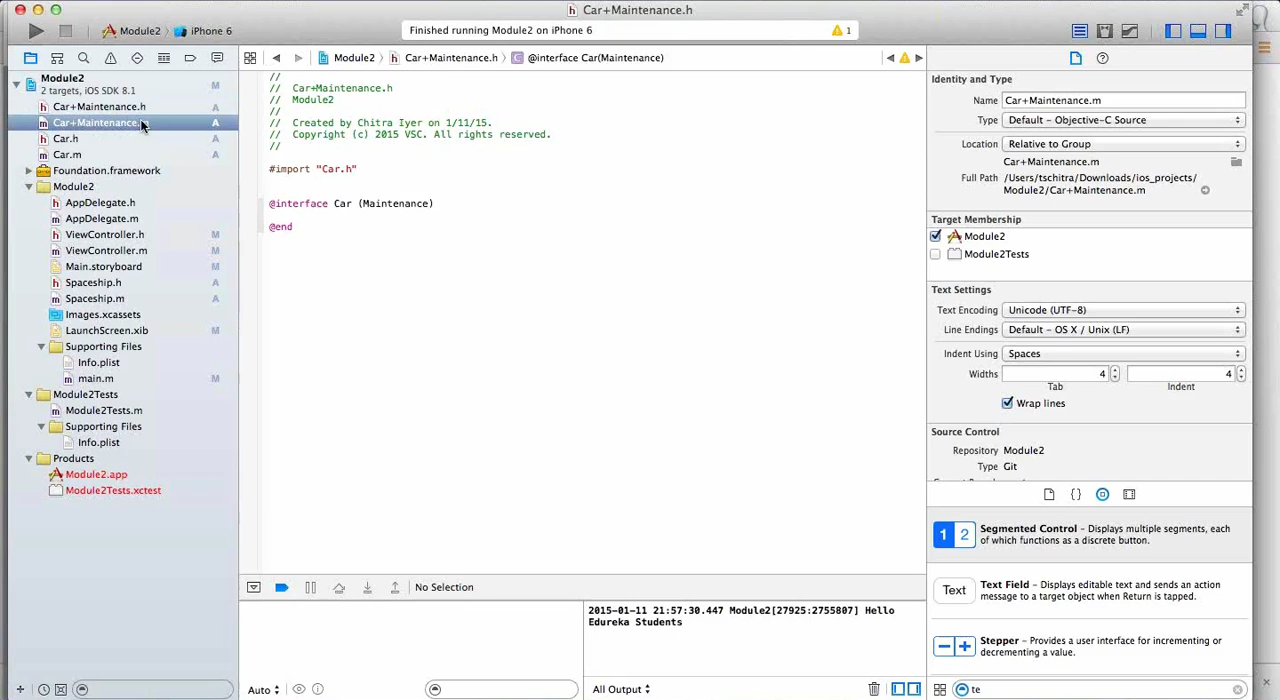 Car+Maintenance.h
Module2 iPhone 6
Finished running Module2 on iPhone 6
1
Module2
2 targets, iOS SDK 8.1
M
Car+Maintenance.h A
Car+Maintenance.m A
Car.h A
Car.m A
Foundation.framework
Module2
AppDelegate.h
AppDelegate.m
ViewController.h M
ViewController.m M
Main.storyboard M
Spaceship.h A
Spaceship.m A
Images.xcassets
LaunchScreen.xib M
Supporting Files
Info.plist
main.m M
Module2Tests
Module2Tests.m
Supporting Files
Info.plist
Products
Module2.app
Module2Tests.xctest
Module2 Car+Maintenance.h @interface Car(Maintenance)
//
// Car+Maintenance.h
// Module2
//
// Created by Chitra Iyer on 1/11/15.
// Copyright (c) 2015 VSC. All rights reserved.
//
#import "Car.h"
@interface Car (Maintenance)
@end
No Selection
2015-01-11 21:57:30.447 Module2[27925:2755807] Hello
Edureka Students
Auto
All Output
Identity and Type
Name Car+Maintenance.m
Type Default - Objective-C Source
Location Relative to Group
Car+Maintenance.m
Full Path /Users/tschitra/Downloads/ios_projects/
Module2/Car+Maintenance.m
Target Membership
Module2
Module2Tests
Text Settings
Text Encoding Unicode (UTF-8)
Line Endings Default - OS X / Unix (LF)
Indent Using Spaces
Widths 4 4
Tab Indent
Wrap lines
Source Control
Repository Module2
Type Git
1 2 Segmented Control - Displays multiple segments, each
of which functions as a discrete button.
Text Text Field - Displays editable text and sends an action
message to a target object when Return is tapped.
Stepper - Provides a user interface for incrementing or
decrementing a value.
te